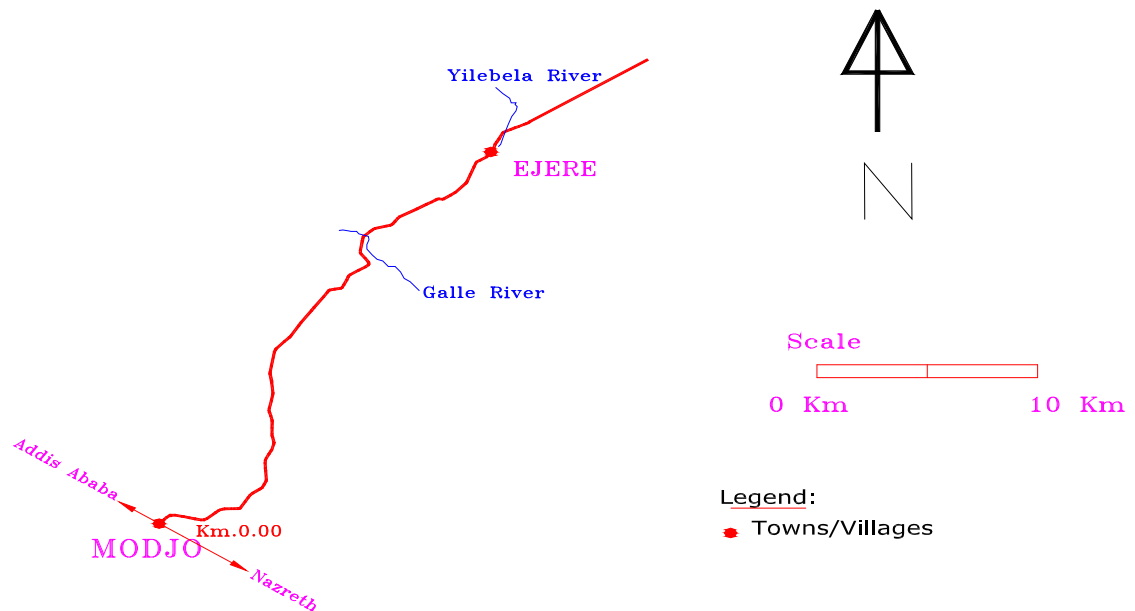 Yilebela River
EJERE
N
Galle River
Scale
0 Km 10 Km
Addis Ababa
Legend:
Towns/Villages
Km.0.00
MODJO
Nazreth